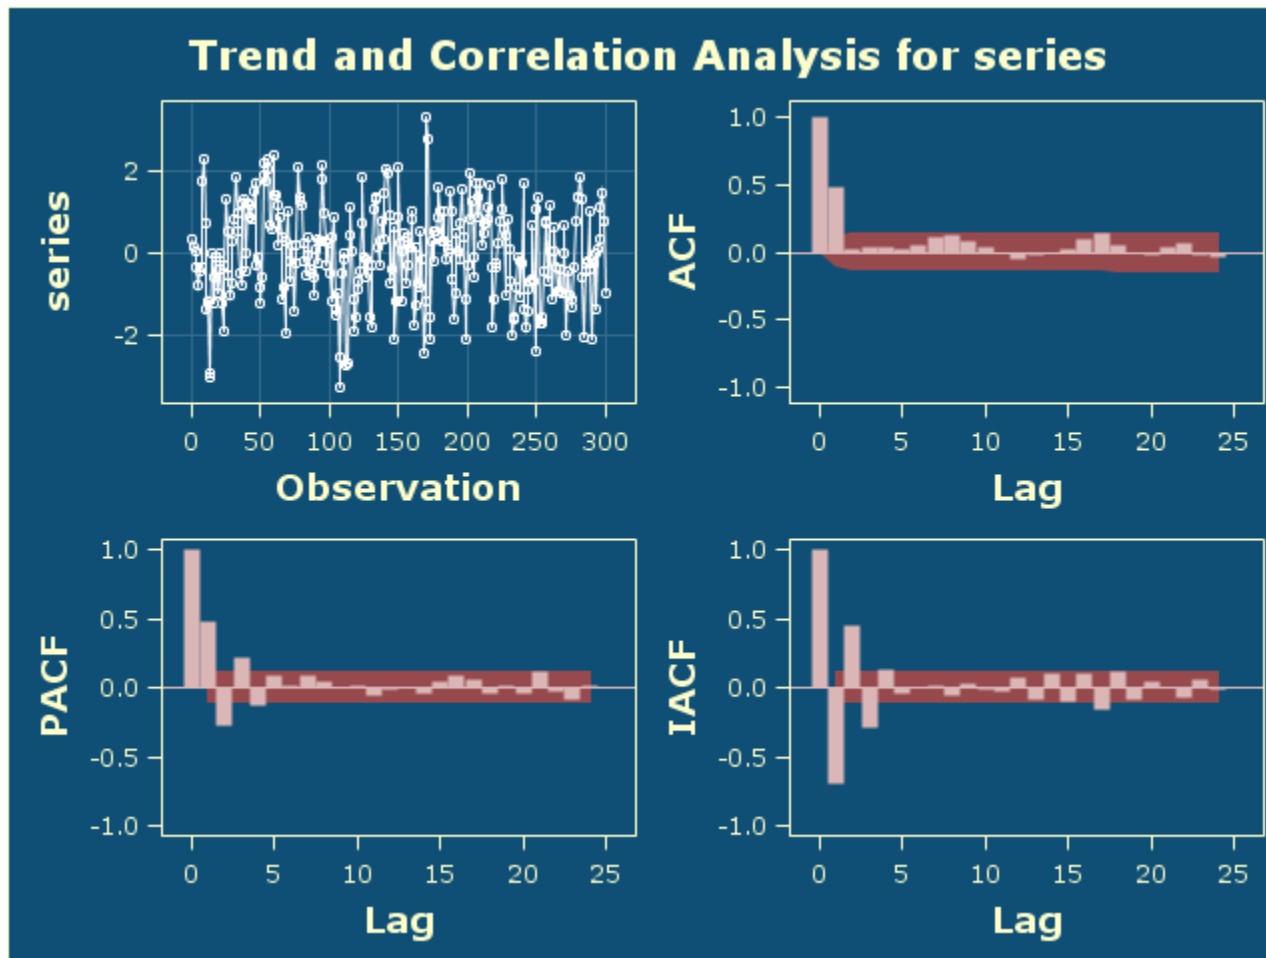 Trend and Correlation Analysis for series
series
2
0
-2
0 50 100 150 200 250 300
Observation
ACF
1.0
0.5
0.0
-0.5
-1.0
0 5 10 15 20 25
Lag
PACF
1.0
0.5
0.0
-0.5
-1.0
0 5 10 15 20 25
Lag
IACF
1.0
0.5
0.0
-0.5
-1.0
0 5 10 15 20 25
Lag